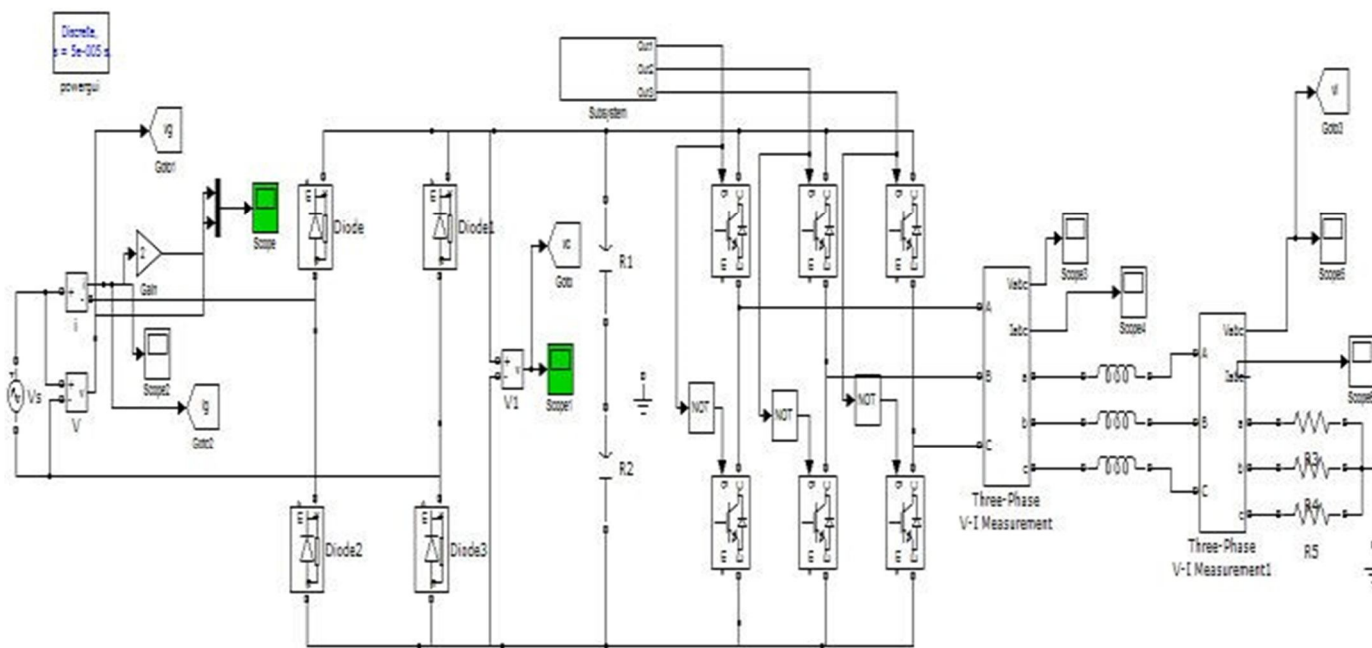 Discrete,
s = 5e-005 s.
powergui
vg
Goto1
Scope
2
Gain
i
Scope2
Ig
Goto2
Vs
V
Diode
Diode1
Diode2
Diode3
vc
Goto
V1
Scope1
R1
R2
Out1
Out2
Out3
Subsystem
NOT
NOT
NOT
g
C
E
g
C
E
g
C
E
g
C
E
g
C
E
g
C
E
Vabc
Iabc
A
B
C
a
b
c
Three-Phase
V-I Measurement
Scope3
Scope4
Vabc
A
B
C
a
b
c
Three-Phase
V-I Measurement1
vl
Goto3
Scope5
R3
R4
R5